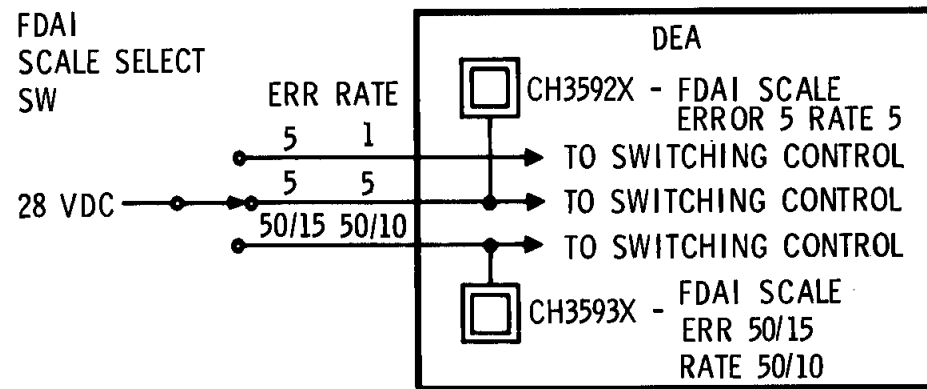 FDAI
SCALE SELECT
SW
ERR RATE
5 1
28 VDC
5 5
50/15 50/10
DEA
CH3592X - FDAI SCALE
ERROR 5 RATE 5
TO SWITCHING CONTROL
TO SWITCHING CONTROL
TO SWITCHING CONTROL
CH3593X - FDAI SCALE
ERR 50/15
RATE 50/10